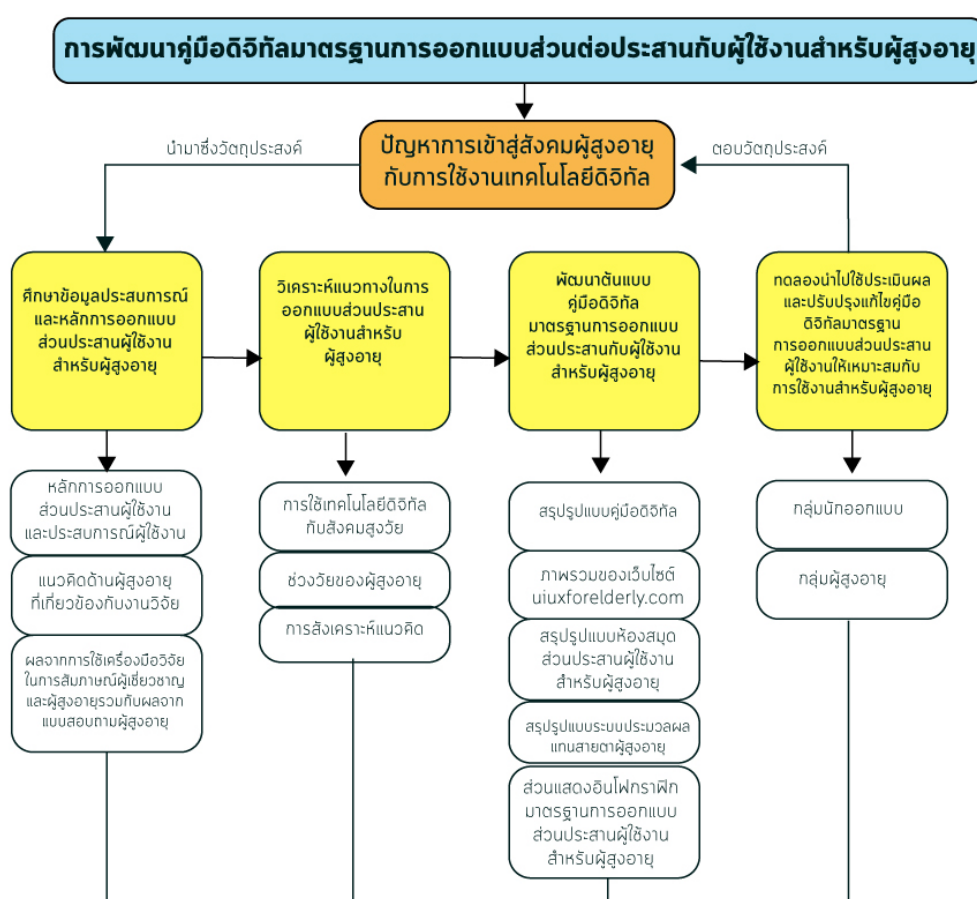 การพัฒนาคู่มือดิจิทัลมาตรฐานการออกแบบส่วนต่อประสานกับผู้ใช้งานสำหรับผู้สูงอายุ
นำมาซึ่งวัตถุประสงค์
ปัญหาการเข้าสู่สังคมผู้สูงอายุ
กับการใช้งานเทคโนโลยีดิจิทัล
ตอบวัตถุประสงค์
ศึกษาข้อมูลประสบการณ์
และหลักการออกแบบ
ส่วนประสานผู้ใช้งาน
สำหรับผู้สูงอายุ
วิเคราะห์แนวทางในการ
ออกแบบส่วนประสาน
ผู้ใช้งานสำหรับ
ผู้สูงอายุ
พัฒนาต้นแบบ
คู่มือดิจิทัล
มาตรฐานการออกแบบ
ส่วนประสานกับผู้ใช้งาน
สำหรับผู้สูงอายุ
ทดลองนำไปใช้ประเมินผล
และปรับปรุงแก้ไขคู่มือ
ดิจิทัลมาตรฐาน
การออกแบบส่วนประสาน
ผู้ใช้งานให้เหมาะสมกับ
การใช้งานสำหรับผู้สูงอายุ
หลักการออกแบบ
ส่วนประสานผู้ใช้งาน
และประสบการณ์ผู้ใช้งาน
แนวคิดด้านผู้สูงอายุ
ที่เกี่ยวข้องกับงานวิจัย
ผลจากการใช้เครื่องมือวิจัย
ในการสัมภาษณ์ผู้เชี่ยวชาญ
และผู้สูงอายุรวมกับผลจาก
แบบสอบถามผู้สูงอายุ
การใช้เทคโนโลยีดิจิทัล
กับสังคมสูงวัย
ช่วงวัยของผู้สูงอายุ
การสังเคราะห์แนวคิด
สรุปรูปแบบคู่มือดิจิทัล
ภาพรวมของเว็บไซต์
uiuxforelderly.com
สรุปรูปแบบห้องสมุด
ส่วนประสานผู้ใช้งาน
สำหรับผู้สูงอายุ
สรุปรูปแบบระบบประมวลผล
แทนสายตาผู้สูงอายุ
ส่วนแสดงอินโฟกราฟิก
มาตรฐานการออกแบบ
ส่วนประสานผู้ใช้งาน
สำหรับผู้สูงอายุ
กลุ่มนักออกแบบ
กลุ่มผู้สูงอายุ